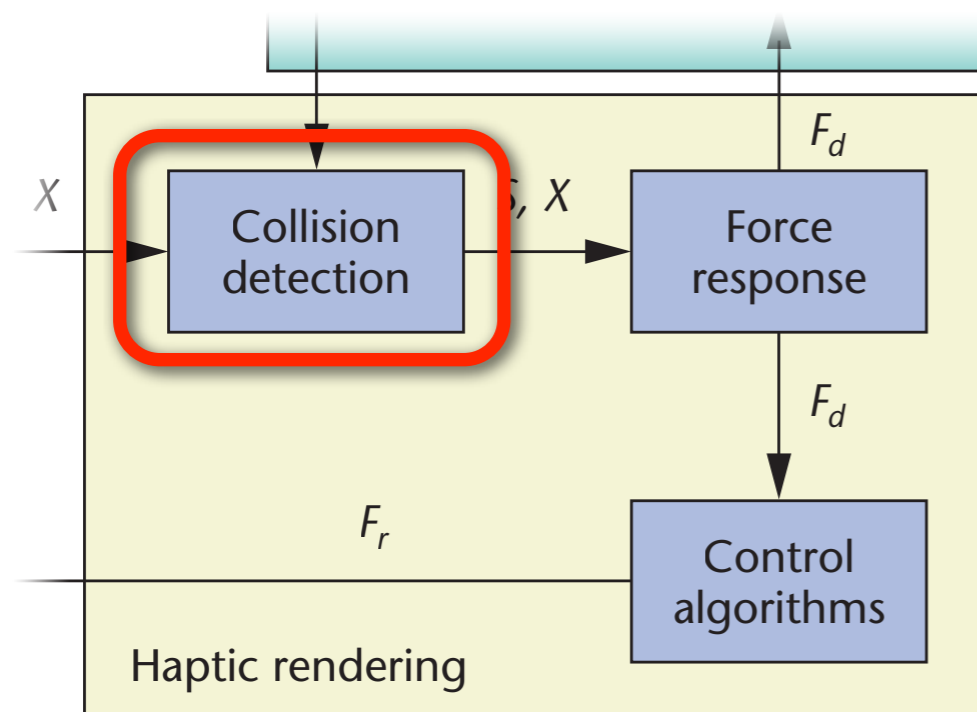 F_d
X
S, X
Collision
detection
Force
response
F_d
F_r
Control
algorithms
Haptic rendering